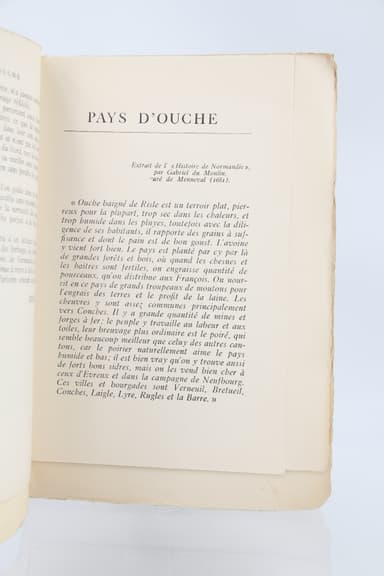 PAYS D'OUCHE
Extrait de l' « Histoire de Normandie »,
par Gabriel du Moulin,
curé de Menneval (1631).
« Ouche baigné de Risle est un terroir plat, pier-
reux pour la plupart, trop sec dans les chaleurs, et
trop humide dans les pluyes, toutefois avec la dili-
gence de ses habitants, il rapporte des grains à suf-
fisance et dont le pain est de bon goust. L'avoine
y vient fort bien. Le pays est planté par cy par là
de grandes forêts et bois, où quand les chesnes et
les haitres sont fertiles, on engraisse quantité de
pourceaux, qu'on distribue aux François. On nour-
rit en ce pays de grands troupeaux de moutons pour
l'engrais des terres et le profit de la laine. Les
cheuvres y sont assez communes principalement
vers Conches. Il y a grande quantité de mines et
forges à fer; le peuple y travaille au labeur et aux
toiles, leur breuvage plus ordinaire est le poiré, qui
semble beaucoup meilleur que celuy des autres can-
tons, car le poirier naturellement aime le pays
humide et bas; il est bien vray qu'on y trouve aussi
de forts bons sidres, mais on les vend bien cher à
ceux d'Evreux et dans la campagne de Neufbourg.
Ces villes et bourgades sont Verneuil, Breteuil,
Conches, Laigle, Lyre, Rugles et la Barre. »